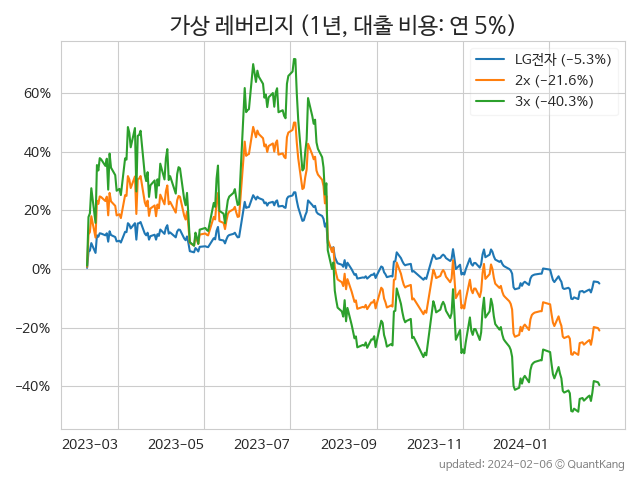 가상 레버리지 (1년, 대출 비용: 연 5%)
LG전자 (−5.3%)
2x (−21.6%)
3x (−40.3%)
60%
40%
20%
0%
−20%
−40%
2023-03 2023-05 2023-07 2023-09 2023-11 2024-01
updated: 2024-02-06 © QuantKang